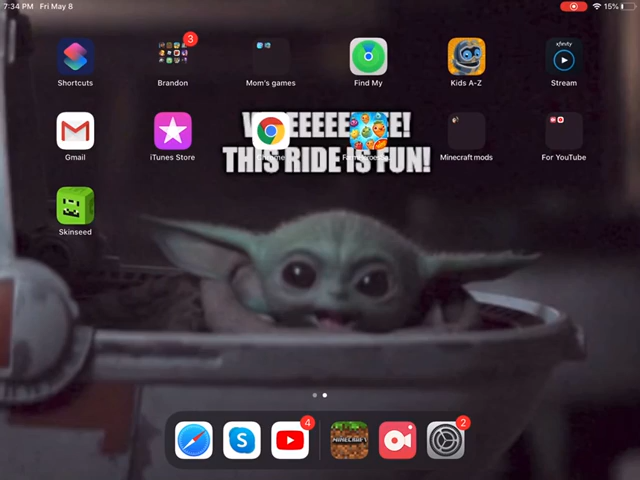 7:34 PM Fri May 8
15%
3
xfinity
Shortcuts
Brandon
Mom's games
Find My
Kids A-Z
Stream
THIS RIDE IS FUN!
Gmail
iTunes Store
Chrome
Minecraft mods
For YouTube
Skinseed
4
2
MINECRAFT